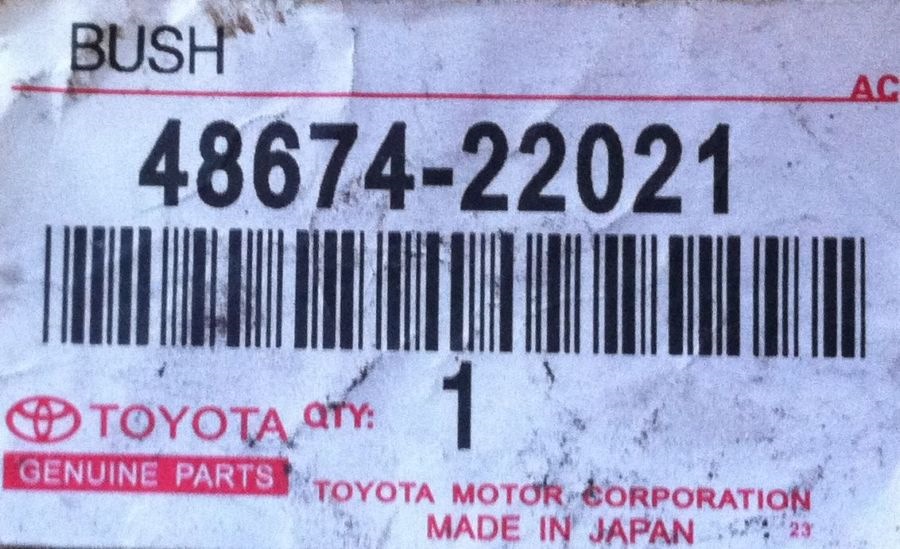 BUSH
AC
48674-22021
TOYOTA QTY: 1
GENUINE PARTS
TOYOTA MOTOR CORPORATION
MADE IN JAPAN 23